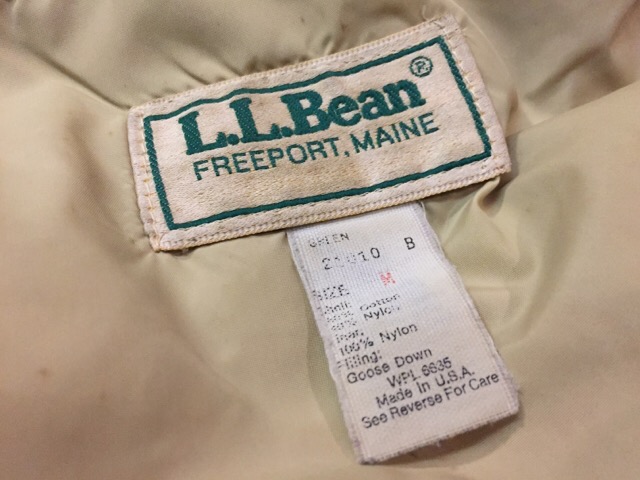 L.L.Bean®
FREEPORT, MAINE
GREEN
B
SIZE M
Cotton
Nylon
100% Nylon
Filling:
Goose Down
WPL 6635
Made In U.S.A.
See Reverse For Care